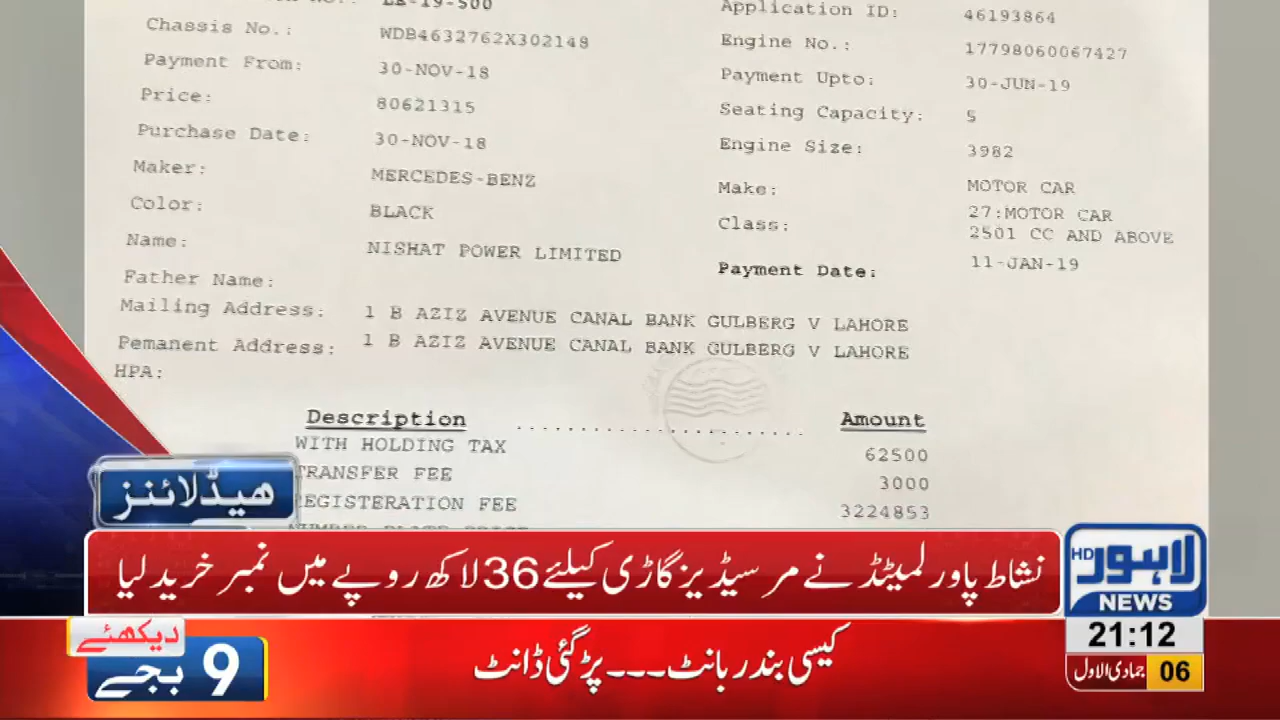 LE-19-500
Application ID: 46193864
Chassis No.: WDB4632762X302148
Engine No.: 17798060067427
Payment From: 30-NOV-18
Payment Upto: 30-JUN-19
Price: 80621315
Seating Capacity: 5
Purchase Date: 30-NOV-18
Engine Size: 3982
Maker: MERCEDES-BENZ
Make: MOTOR CAR
Color: BLACK
Class: 27:MOTOR CAR
2501 CC AND ABOVE
Name: NISHAT POWER LIMITED
Payment Date: 11-JAN-19
Father Name:
Mailing Address: 1 B AZIZ AVENUE CANAL BANK GULBERG V LAHORE
Pemanent Address: 1 B AZIZ AVENUE CANAL BANK GULBERG V LAHORE
HPA:
Description Amount
WITH HOLDING TAX 62500
TRANSFER FEE 3000
REGISTERATION FEE 3224853
ھیڈلائنز
نشاط پاور لمیٹڈ نے مرسیڈیز گاڑی کیلئے 36 لاکھ روپے میں نمبر خرید لیا
لاہور HD
NEWS
21:12
06 جمادی الاول
دیکھئے
9 بجے
کیسی بندر بانٹ۔۔۔ پڑ گئی ڈانٹ